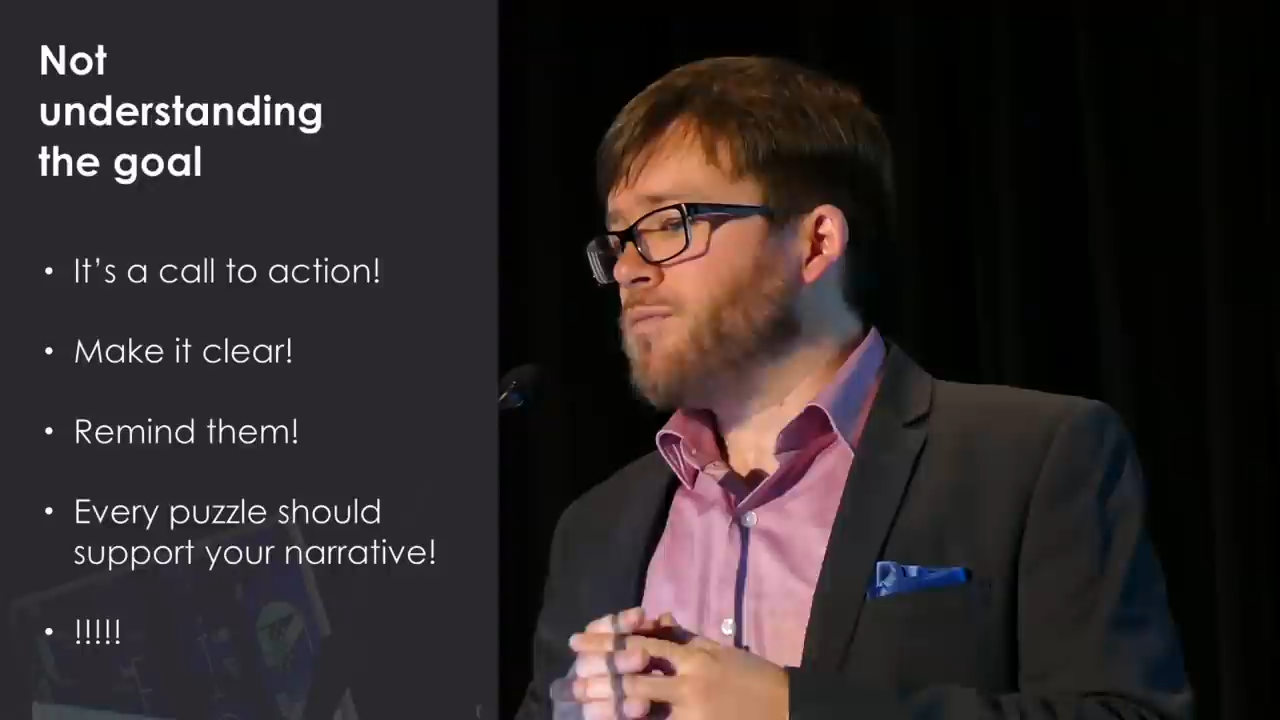 Not
understanding
the goal
• It’s a call to action!
• Make it clear!
• Remind them!
• Every puzzle should
support your narrative!
• !!!!!